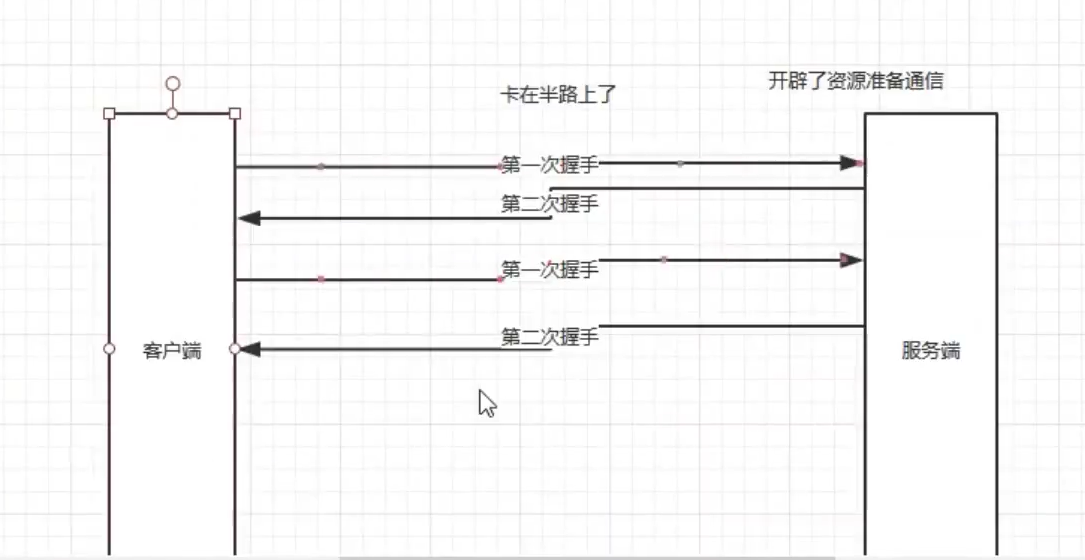 开辟了资源准备通信
卡在半路上了
第一次握手
第二次握手
第一次握手
第二次握手
客户端
服务端